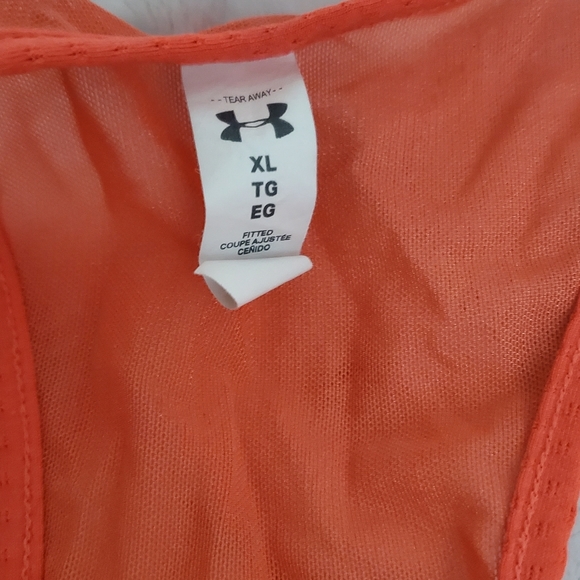 -- TEAR AWAY --
XL
TG
EG
FITTED
COUPE AJUSTÉE
CEÑIDO